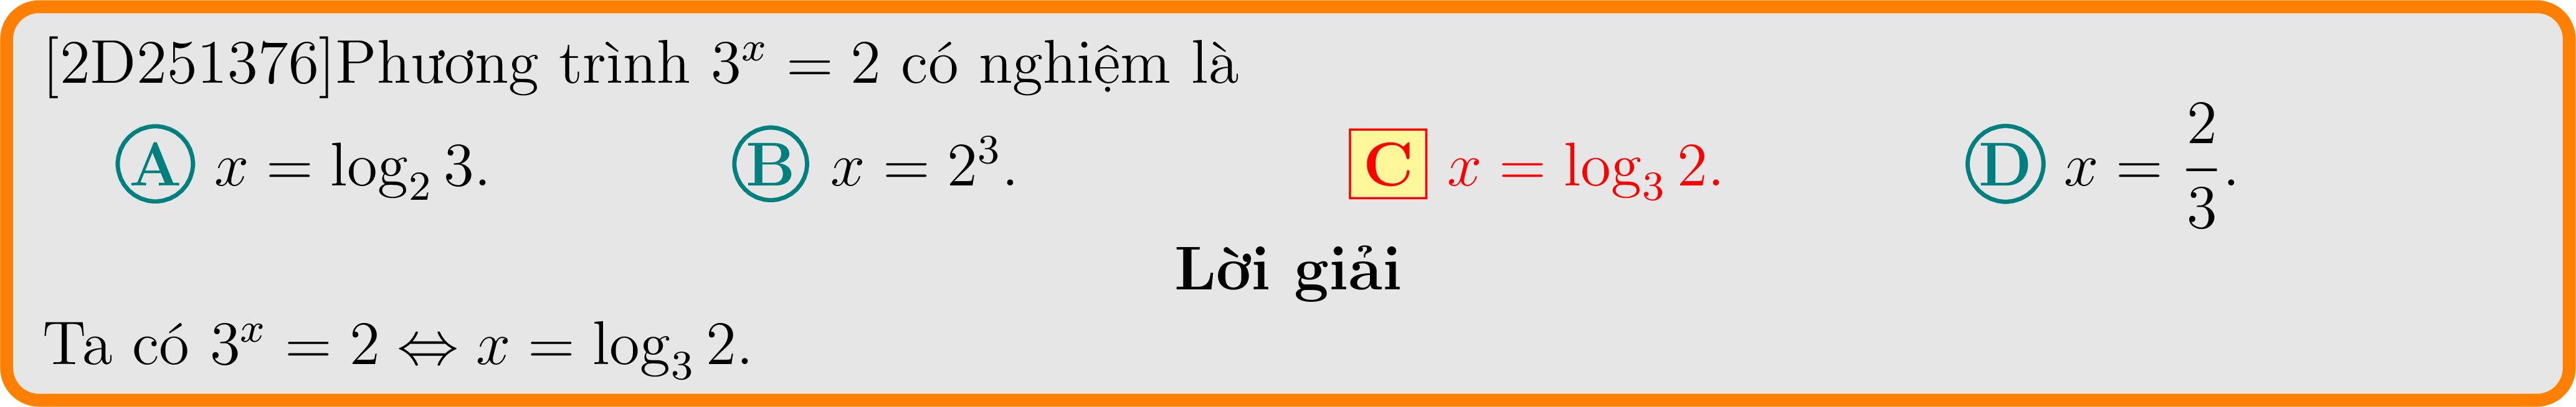 [2D251376]Phương trình $3^x = 2$ có nghiệm là
A $x = \log_2 3.$ B $x = 2^3.$ C $x = \log_3 2.$ D $x = \dfrac{2}{3}.$
Lời giải
Ta có $3^x = 2 \Leftrightarrow x = \log_3 2.$